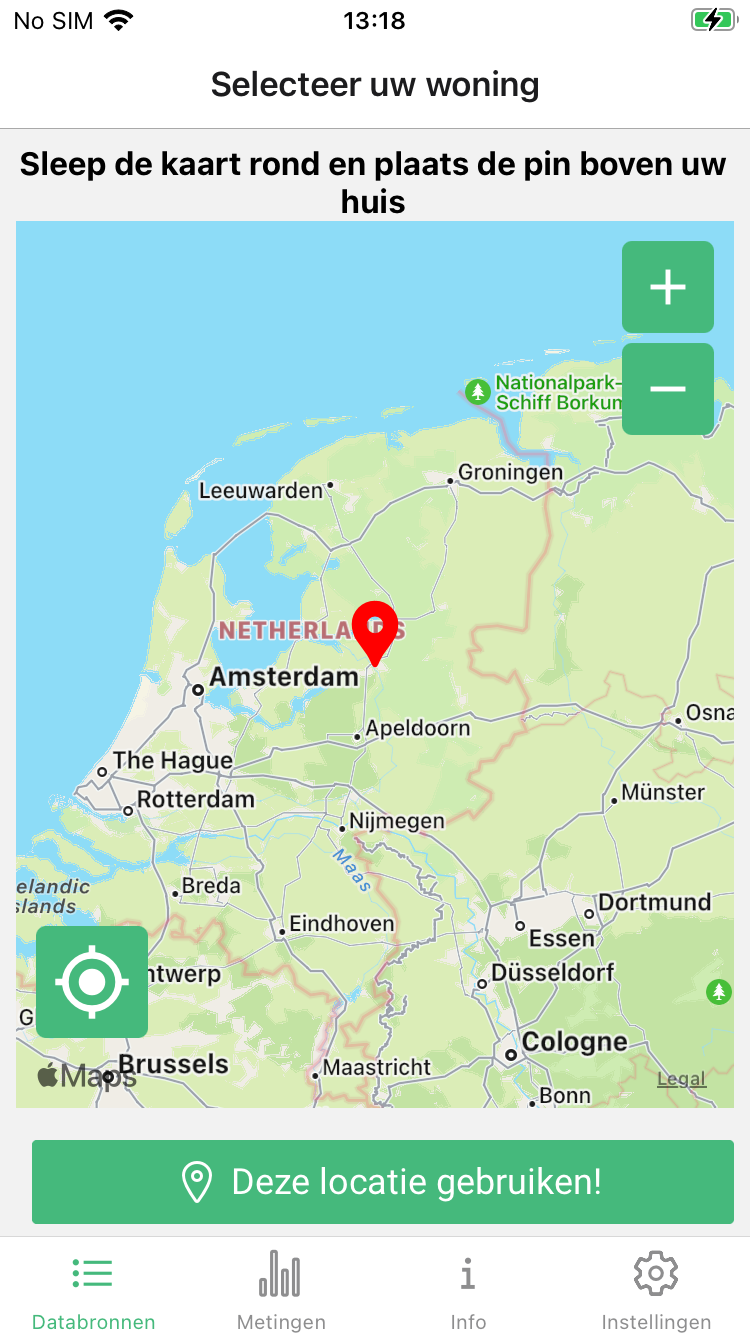 No SIM 13:18
Selecteer uw woning
Sleep de kaart rond en plaats de pin boven uw
huis
Nationalpark-
Schiff Borkum
Groningen
Leeuwarden
NETHERLANDS
Amsterdam
Osna
Apeldoorn
The Hague
Münster
Rotterdam
Nijmegen
Maas
elandic
slands
Breda
Dortmund
Eindhoven
Essen
ntwerp
Düsseldorf
G
Cologne
Brussels
Maastricht
Maps
Legal
Bonn
Deze locatie gebruiken!
Databronnen Metingen Info Instellingen